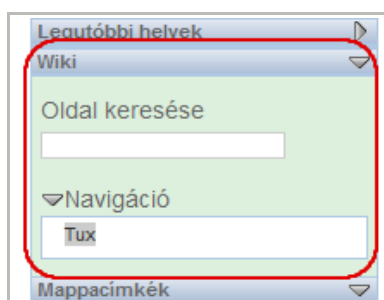 Legutóbbi helyek
Wiki
Oldal keresése
Navigáció
Tux
Mappacímkék